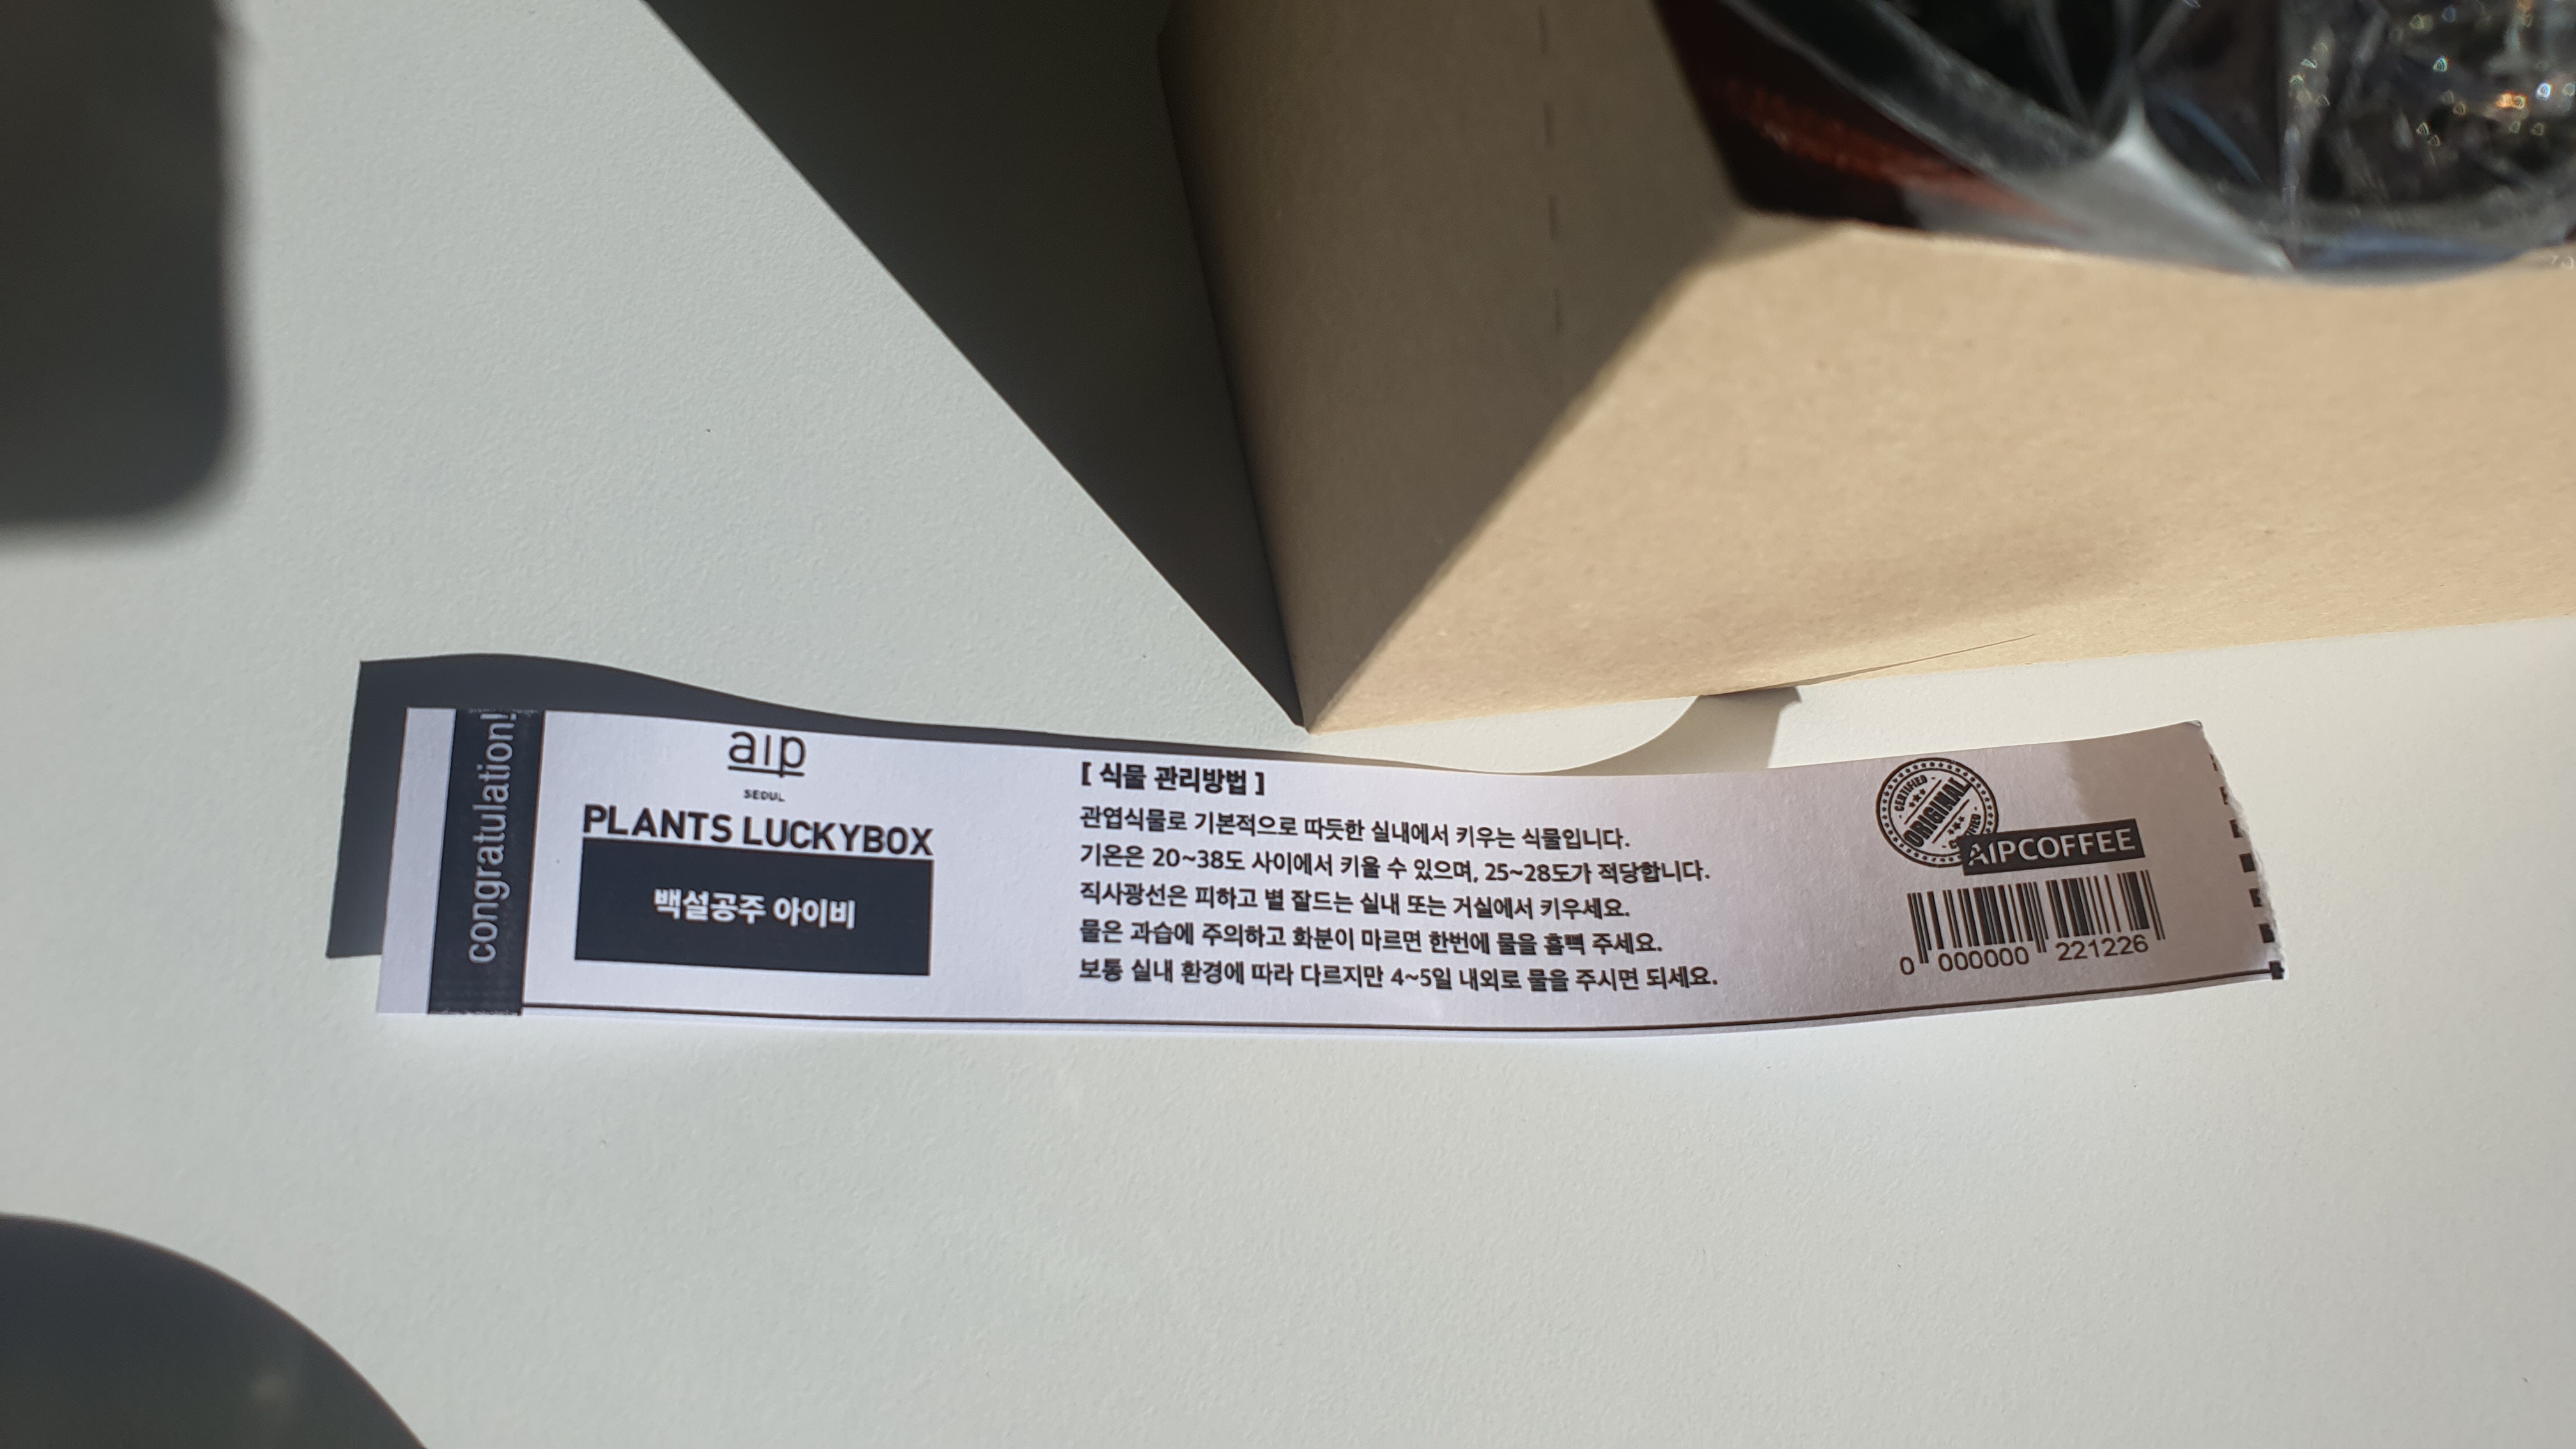 congratulation!
aip
SEOUL
PLANTS LUCKYBOX
백설공주 아이비
[ 식물 관리방법 ]
관엽식물로 기본적으로 따듯한 실내에서 키우는 식물입니다.
기온은 20~38도 사이에서 키울 수 있으며, 25~28도가 적당합니다.
직사광선은 피하고 볕 잘드는 실내 또는 거실에서 키우세요.
물은 과습에 주의하고 화분이 마르면 한번에 물을 흠뻑 주세요.
보통 실내 환경에 따라 다르지만 4~5일 내외로 물을 주시면 되세요.
CERTIFIED
ORIGINAL
AIPCOFFEE
0 000000 221226